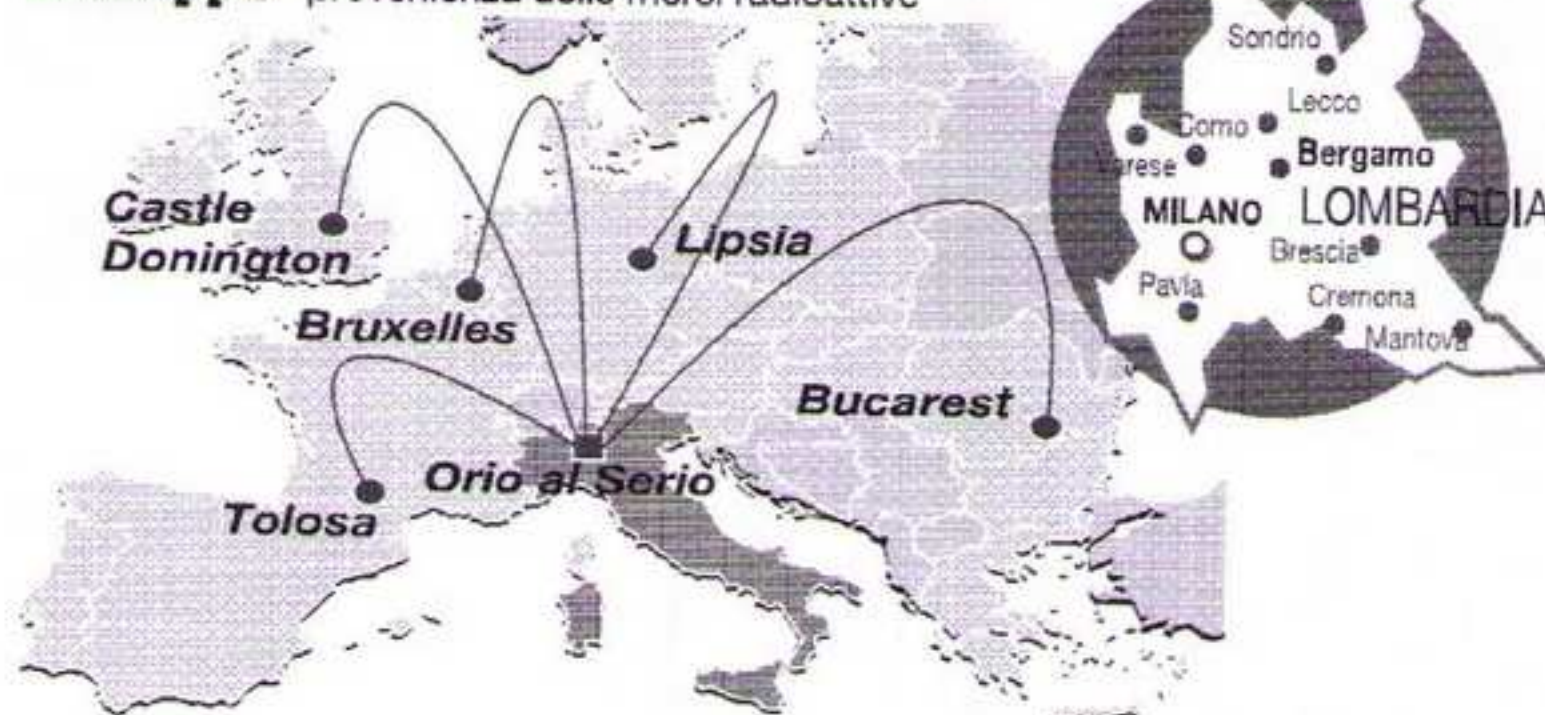 provenienza delle merci radioattive
Sondrio
Lecco
Como
Varese
Bergamo
MILANO
LOMBARDIA
Brescia
Pavia
Cremona
Mantova
Castle
Donington
Lipsia
Bruxelles
Bucarest
Orio al Serio
Tolosa